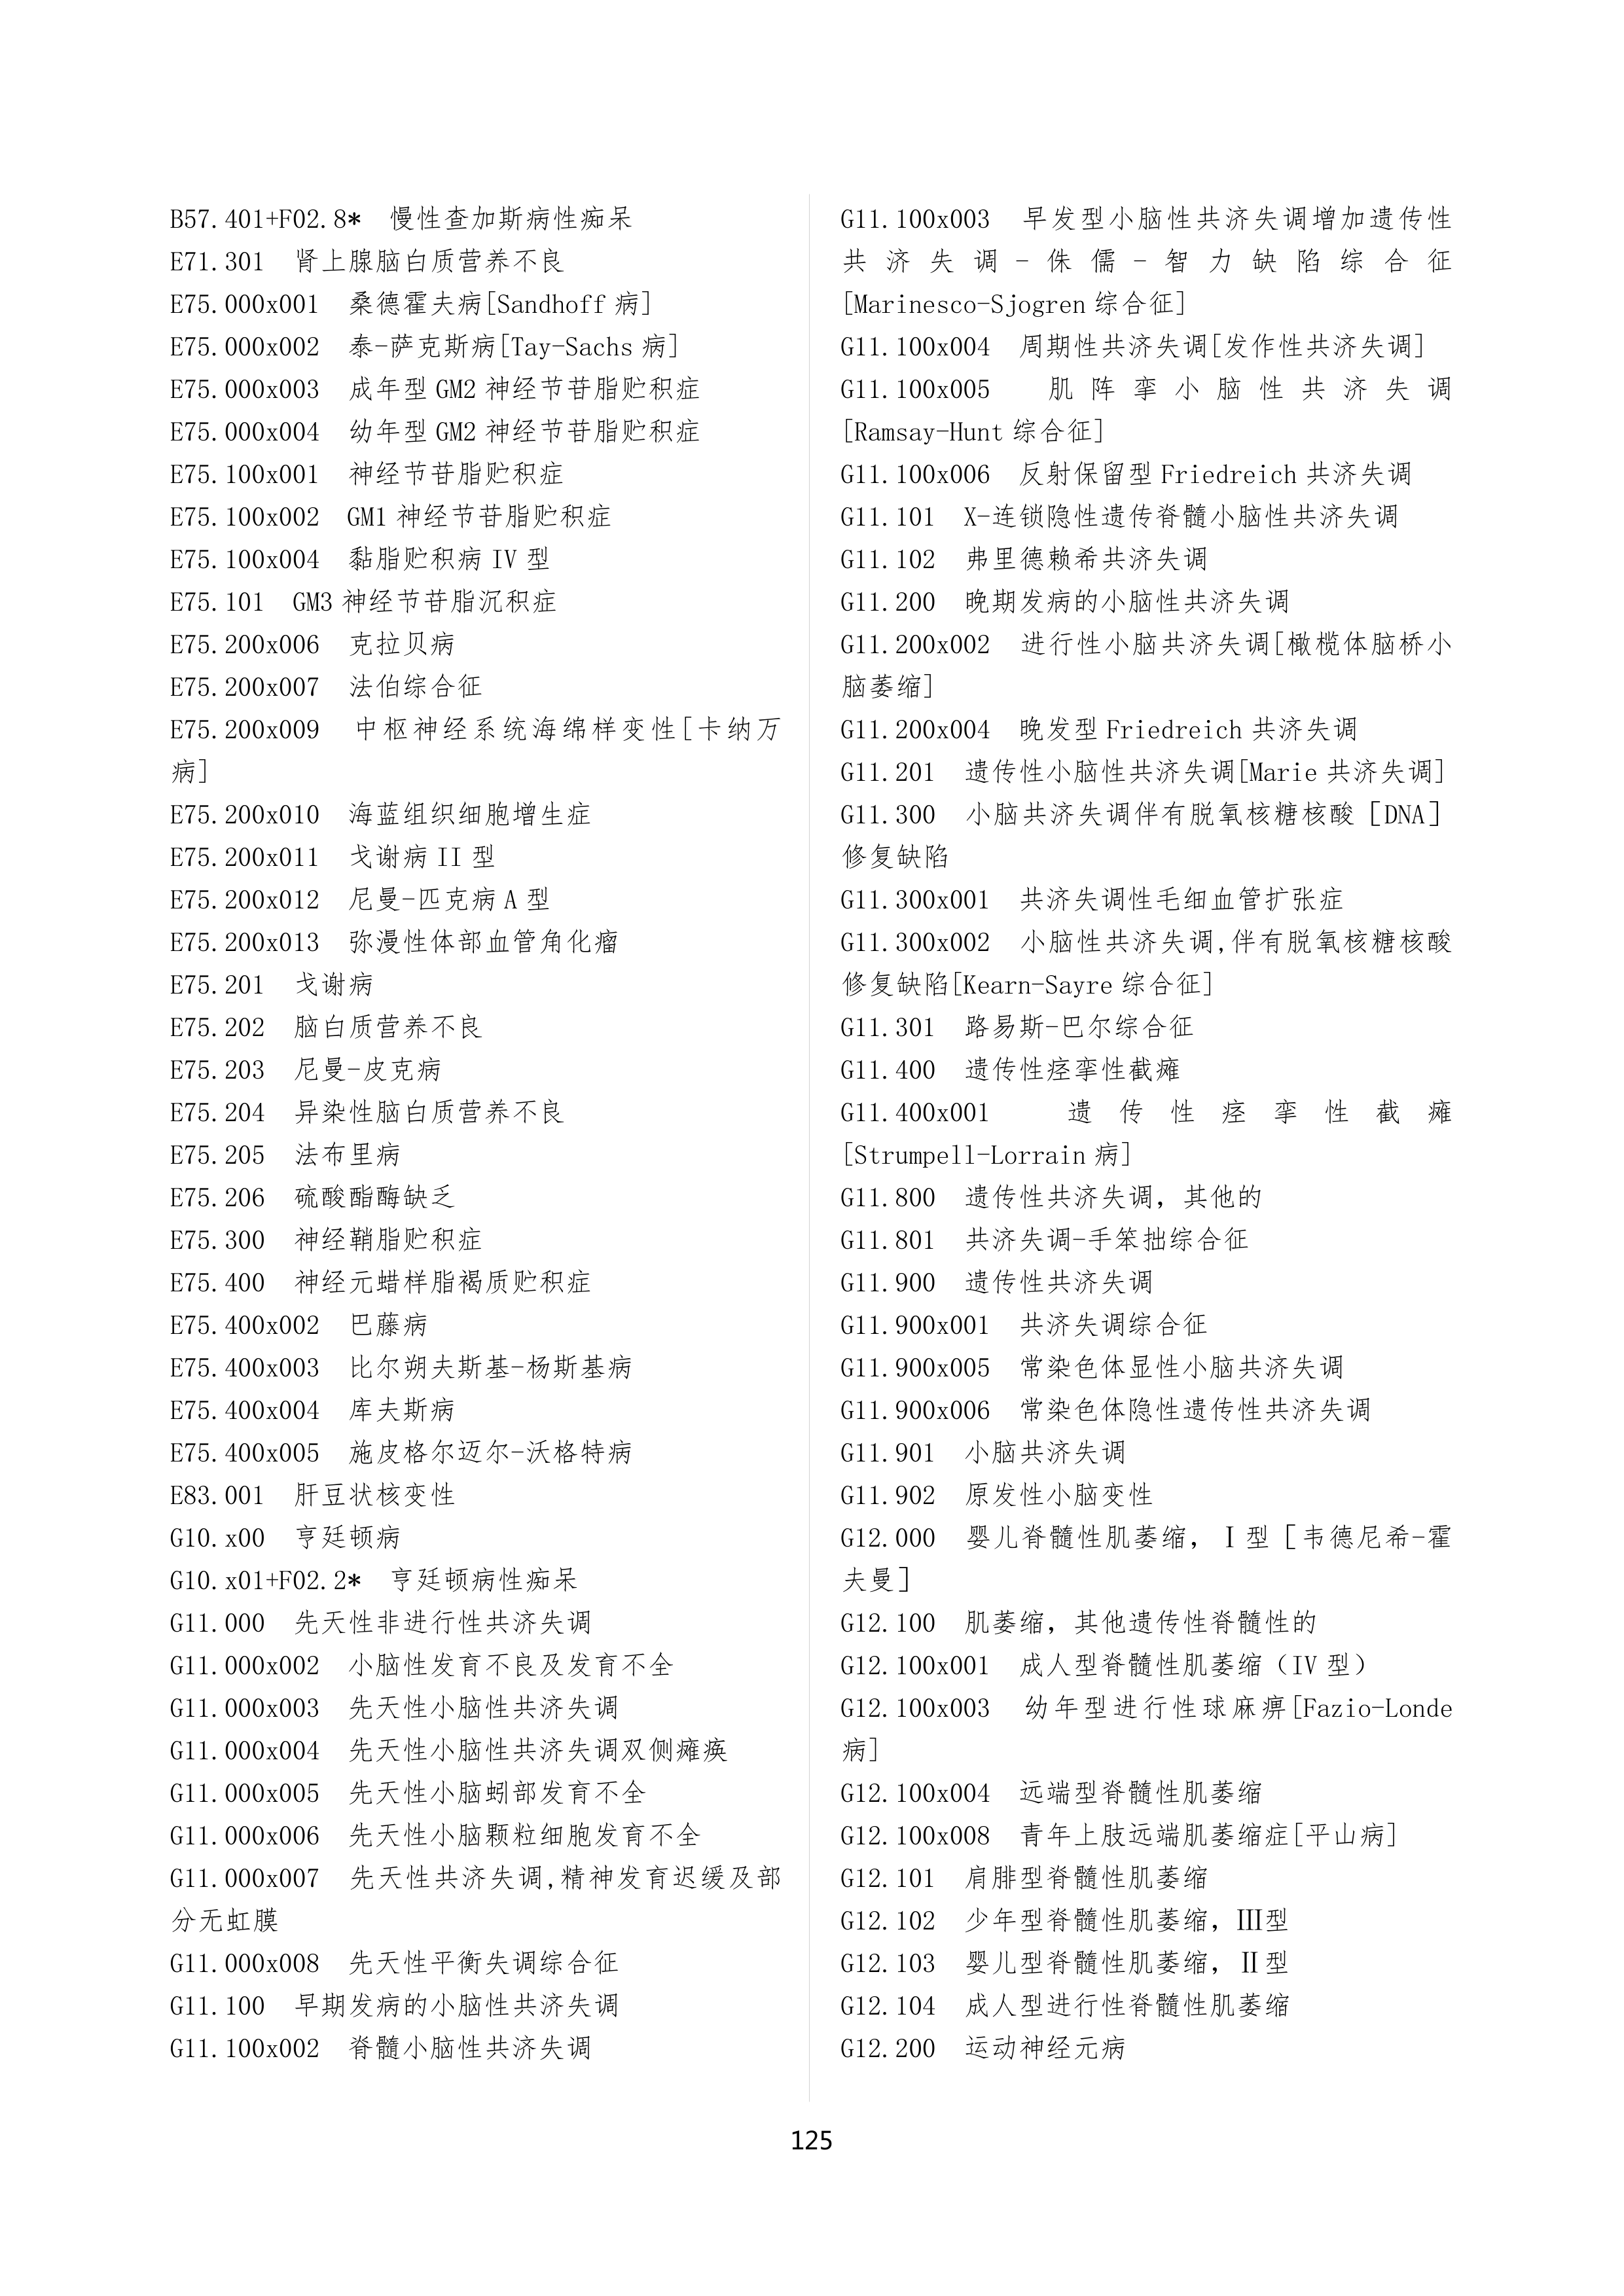 B57.401+F02.8*　慢性查加斯病性痴呆
E71.301　肾上腺脑白质营养不良
E75.000x001　桑德霍夫病[Sandhoff 病]
E75.000x002　泰-萨克斯病[Tay-Sachs 病]
E75.000x003　成年型 GM2 神经节苷脂贮积症
E75.000x004　幼年型 GM2 神经节苷脂贮积症
E75.100x001　神经节苷脂贮积症
E75.100x002　GM1 神经节苷脂贮积症
E75.100x004　黏脂贮积病 IV 型
E75.101　GM3 神经节苷脂沉积症
E75.200x006　克拉贝病
E75.200x007　法伯综合征
E75.200x009　中枢神经系统海绵样变性[卡纳万
病]
E75.200x010　海蓝组织细胞增生症
E75.200x011　戈谢病 II 型
E75.200x012　尼曼-匹克病 A 型
E75.200x013　弥漫性体部血管角化瘤
E75.201　戈谢病
E75.202　脑白质营养不良
E75.203　尼曼-皮克病
E75.204　异染性脑白质营养不良
E75.205　法布里病
E75.206　硫酸酯酶缺乏
E75.300　神经鞘脂贮积症
E75.400　神经元蜡样脂褐质贮积症
E75.400x002　巴藤病
E75.400x003　比尔朔夫斯基-杨斯基病
E75.400x004　库夫斯病
E75.400x005　施皮格尔迈尔-沃格特病
E83.001　肝豆状核变性
G10.x00　亨廷顿病
G10.x01+F02.2*　亨廷顿病性痴呆
G11.000　先天性非进行性共济失调
G11.000x002　小脑性发育不良及发育不全
G11.000x003　先天性小脑性共济失调
G11.000x004　先天性小脑性共济失调双侧瘫痪
G11.000x005　先天性小脑蚓部发育不全
G11.000x006　先天性小脑颗粒细胞发育不全
G11.000x007　先天性共济失调,精神发育迟缓及部
分无虹膜
G11.000x008　先天性平衡失调综合征
G11.100　早期发病的小脑性共济失调
G11.100x002　脊髓小脑性共济失调
G11.100x003　早发型小脑性共济失调增加遗传性
共济失调-侏儒-智力缺陷综合征
[Marinesco-Sjogren 综合征]
G11.100x004　周期性共济失调[发作性共济失调]
G11.100x005　肌阵挛小脑性共济失调
[Ramsay-Hunt 综合征]
G11.100x006　反射保留型 Friedreich 共济失调
G11.101　X-连锁隐性遗传脊髓小脑性共济失调
G11.102　弗里德赖希共济失调
G11.200　晚期发病的小脑性共济失调
G11.200x002　进行性小脑共济失调[橄榄体脑桥小
脑萎缩]
G11.200x004　晚发型 Friedreich 共济失调
G11.201　遗传性小脑性共济失调[Marie 共济失调]
G11.300　小脑共济失调伴有脱氧核糖核酸［DNA］
修复缺陷
G11.300x001　共济失调性毛细血管扩张症
G11.300x002　小脑性共济失调,伴有脱氧核糖核酸
修复缺陷[Kearn-Sayre 综合征]
G11.301　路易斯-巴尔综合征
G11.400　遗传性痉挛性截瘫
G11.400x001　遗传性痉挛性截瘫
[Strumpell-Lorrain 病]
G11.800　遗传性共济失调，其他的
G11.801　共济失调-手笨拙综合征
G11.900　遗传性共济失调
G11.900x001　共济失调综合征
G11.900x005　常染色体显性小脑共济失调
G11.900x006　常染色体隐性遗传性共济失调
G11.901　小脑共济失调
G11.902　原发性小脑变性
G12.000　婴儿脊髓性肌萎缩，Ⅰ型［韦德尼希-霍
夫曼］
G12.100　肌萎缩，其他遗传性脊髓性的
G12.100x001　成人型脊髓性肌萎缩（IV 型）
G12.100x003　幼年型进行性球麻痹[Fazio-Londe
病]
G12.100x004　远端型脊髓性肌萎缩
G12.100x008　青年上肢远端肌萎缩症[平山病]
G12.101　肩腓型脊髓性肌萎缩
G12.102　少年型脊髓性肌萎缩，Ⅲ型
G12.103　婴儿型脊髓性肌萎缩，Ⅱ型
G12.104　成人型进行性脊髓性肌萎缩
G12.200　运动神经元病
125